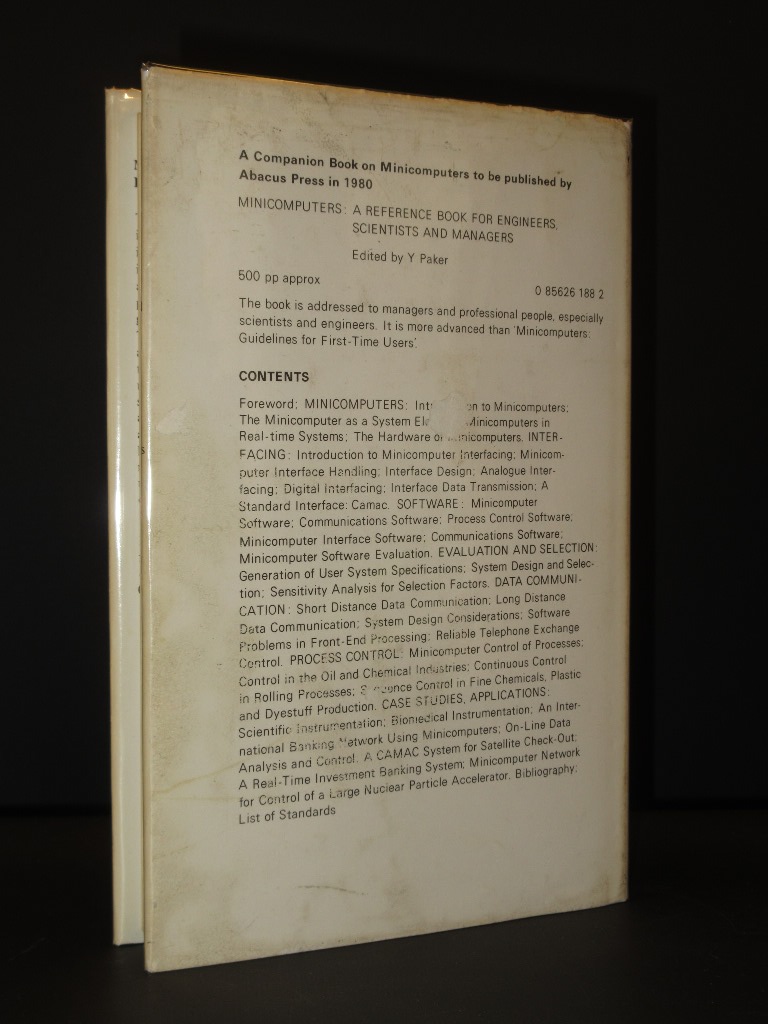 A Companion Book on Minicomputers to be published by
Abacus Press in 1980
MINICOMPUTERS: A REFERENCE BOOK FOR ENGINEERS,
SCIENTISTS AND MANAGERS
Edited by Y Paker
500 pp approx
0 85626 188 2
The book is addressed to managers and professional people, especially
scientists and engineers. It is more advanced than 'Minicomputers:
Guidelines for First-Time Users'.
CONTENTS
Foreword; MINICOMPUTERS: to Minicomputers;
The Minicomputer as a System Minicomputers in
Real-time Systems; The Hardware of Minicomputers. INTER-
FACING: Introduction to Minicomputer Interfacing; Minicom-
puter Interface Handling; Interface Design; Analogue Inter-
facing; Digital Interfacing; Interface Data Transmission; A
Standard Interface: Camac. SOFTWARE: Minicomputer
Software; Communications Software; Process Control Software;
Minicomputer Interface Software; Communications Software;
Minicomputer Software Evaluation. EVALUATION AND SELECTION:
Generation of User System Specifications; System Design and Selec-
tion; Sensitivity Analysis for Selection Factors. DATA COMMUNI-
CATION: Short Distance Data Communication; Long Distance
Data Communication; System Design Considerations; Software
Problems in Front-End Processing; Reliable Telephone Exchange
Control. PROCESS CONTROL: Minicomputer Control of Processes;
Control in the Oil and Chemical Industries; Continuous Control
in Rolling Processes; Sequence Control in Fine Chemicals, Plastic
and Dyestuff Production. CASE STUDIES, APPLICATIONS:
Scientific Instrumentation; Biomedical Instrumentation; An Inter-
national Banking Network Using Minicomputers; On-Line Data
Analysis and Control. A CAMAC System for Satellite Check-Out;
A Real-Time Investment Banking System; Minicomputer Network
for Control of a Large Nuclear Particle Accelerator. Bibliography;
List of Standards